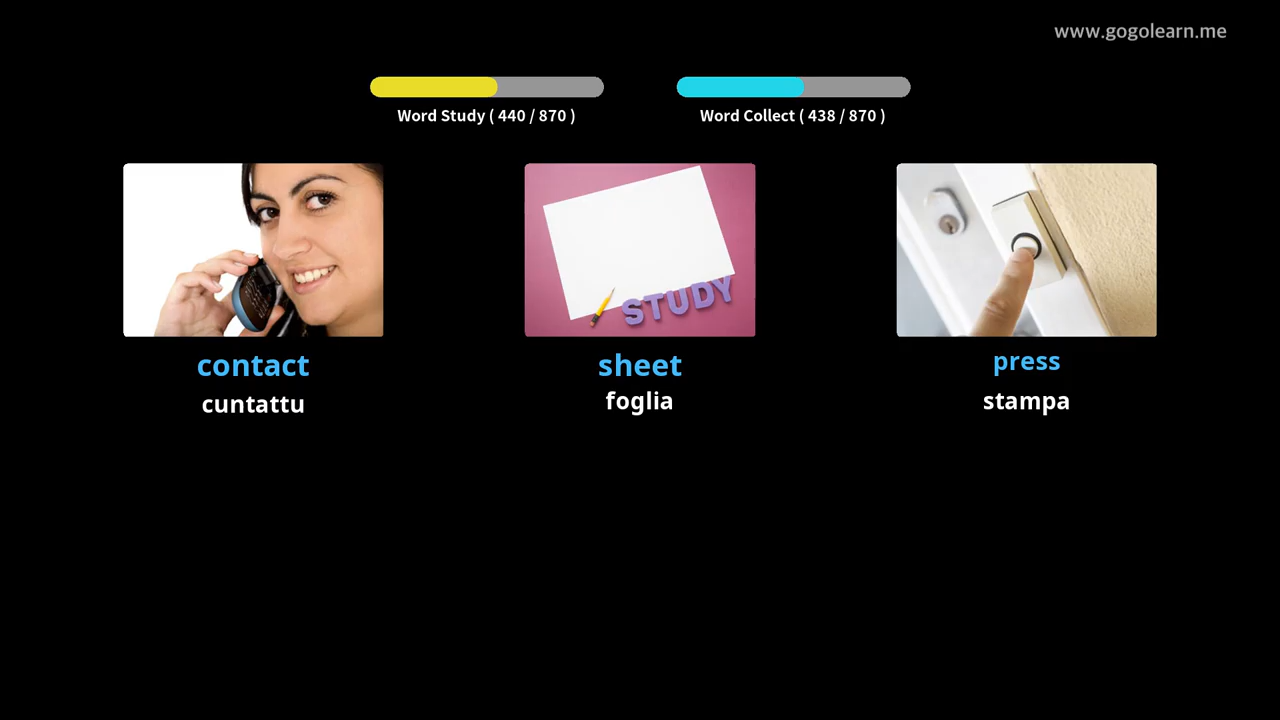 www.gogolearn.me
Word Study ( 440 / 870 )
Word Collect ( 438 / 870 )
STUDY
contact
cuntattu
sheet
foglia
press
stampa